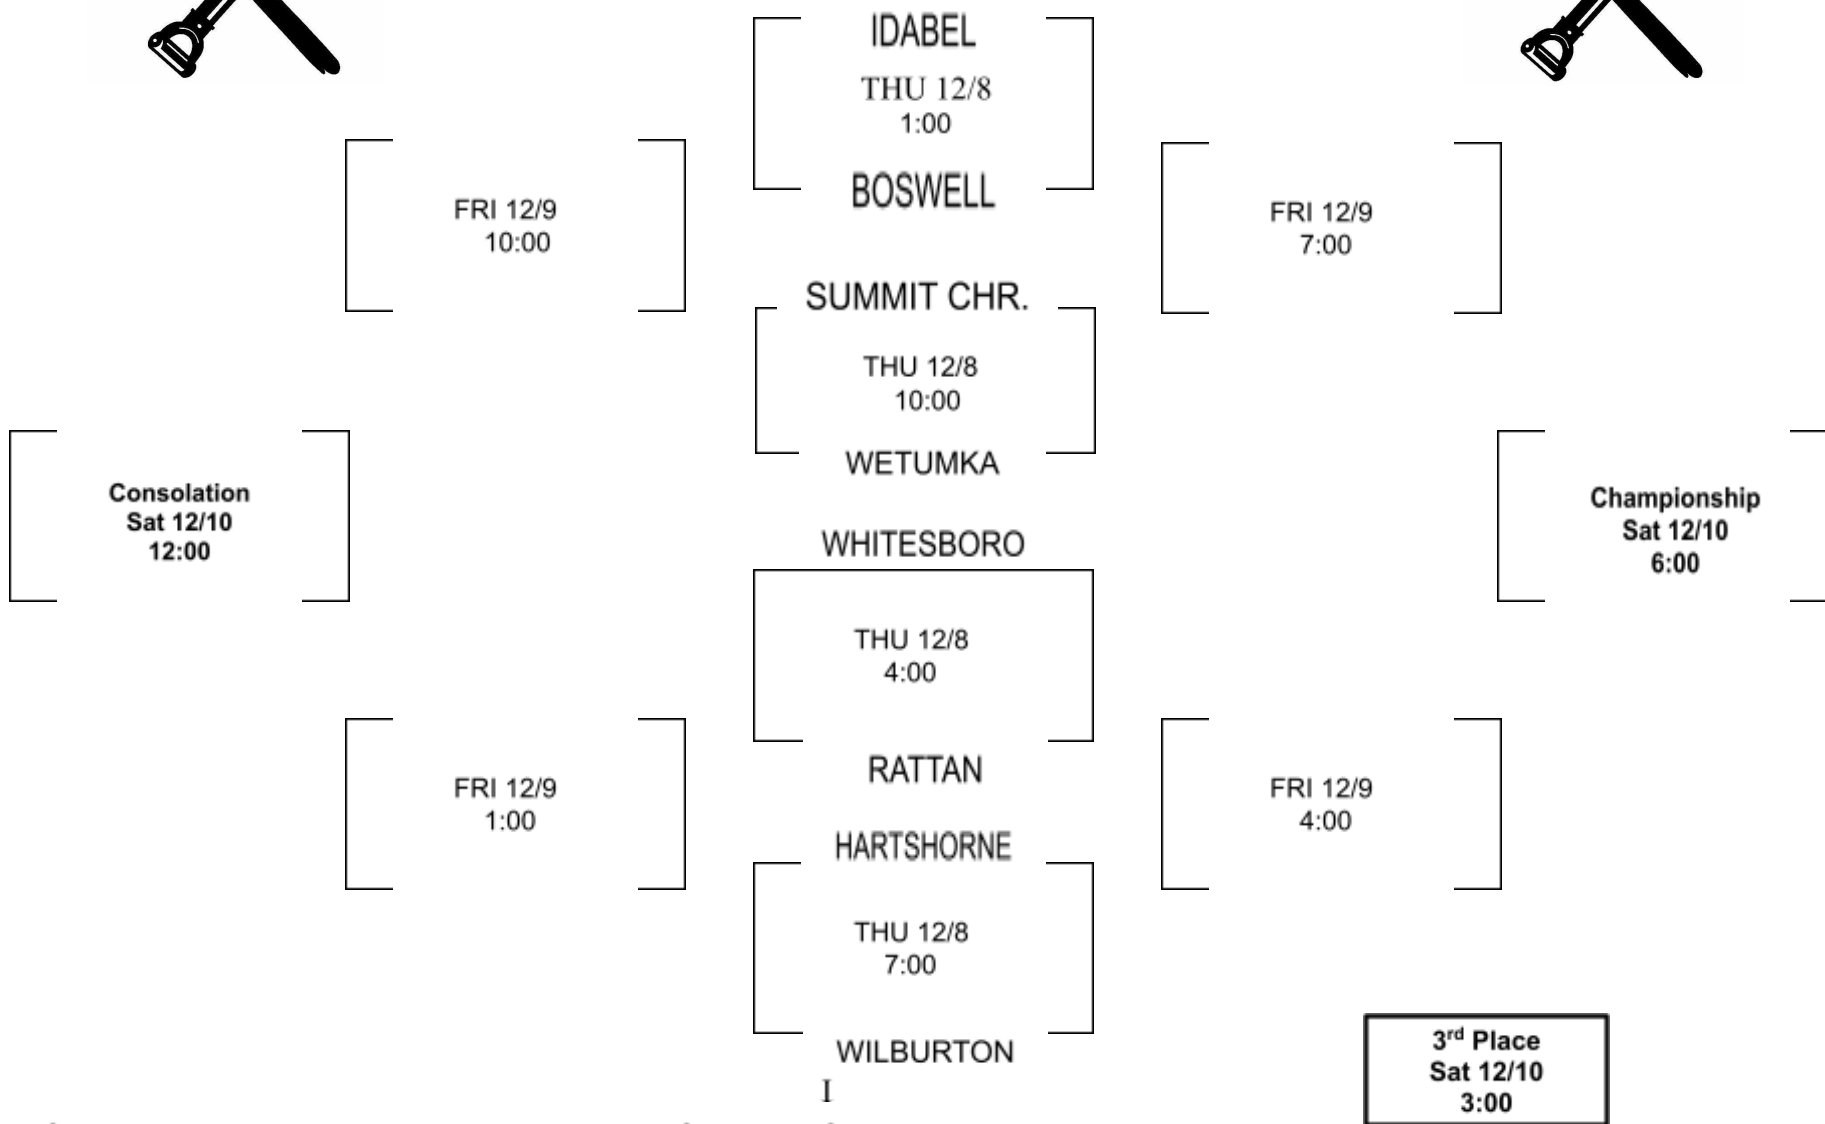 IDABEL
THU 12/8
1:00
BOSWELL
FRI 12/9
10:00
FRI 12/9
7:00
SUMMIT CHR.
THU 12/8
10:00
WETUMKA
Consolation
Sat 12/10
12:00
Championship
Sat 12/10
6:00
WHITESBORO
THU 12/8
4:00
RATTAN
FRI 12/9
1:00
FRI 12/9
4:00
HARTSHORNE
THU 12/8
7:00
WILBURTON
I
3rd Place
Sat 12/10
3:00